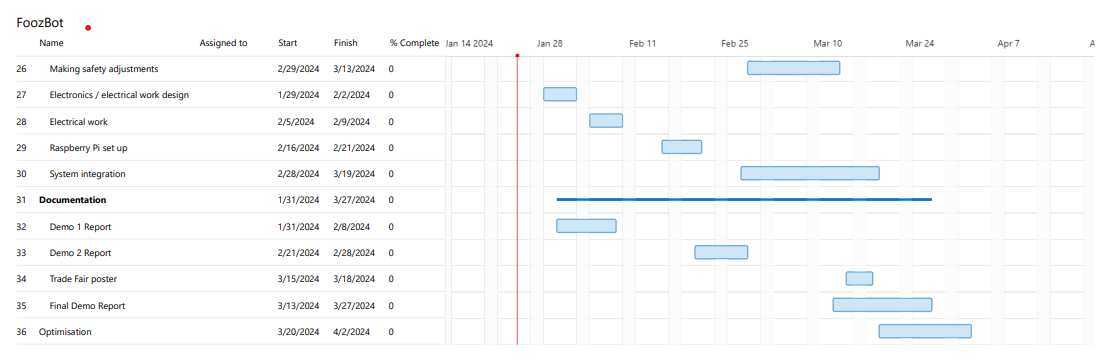 FoozBot
Name Assigned to Start Finish % Complete Jan 14 2024 Jan 28 Feb 11 Feb 25 Mar 10 Mar 24 Apr 7 A
26 Making safety adjustments 2/29/2024 3/13/2024 0
27 Electronics / electrical work design 1/29/2024 2/2/2024 0
28 Electrical work 2/5/2024 2/9/2024 0
29 Raspberry Pi set up 2/16/2024 2/21/2024 0
30 System integration 2/28/2024 3/19/2024 0
31 Documentation 1/31/2024 3/27/2024 0
32 Demo 1 Report 1/31/2024 2/8/2024 0
33 Demo 2 Report 2/21/2024 2/28/2024 0
34 Trade Fair poster 3/15/2024 3/18/2024 0
35 Final Demo Report 3/13/2024 3/27/2024 0
36 Optimisation 3/20/2024 4/2/2024 0